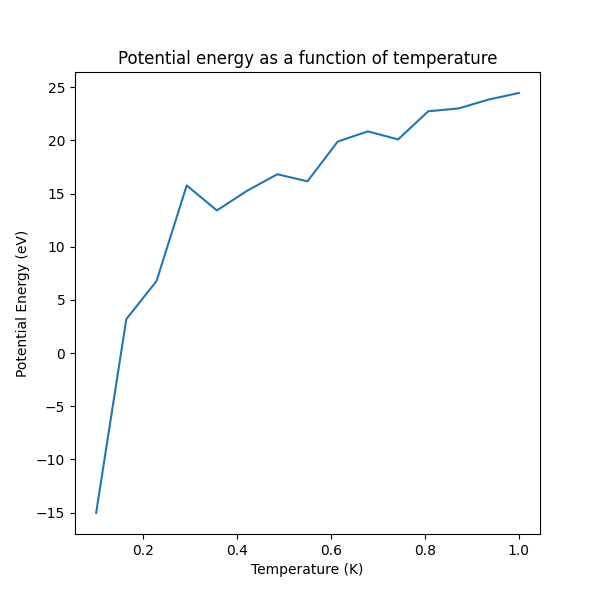 Potential energy as a function of temperature
25
20
15
10
5
0
−5
−10
−15
Potential Energy (eV)
0.2 0.4 0.6 0.8 1.0
Temperature (K)